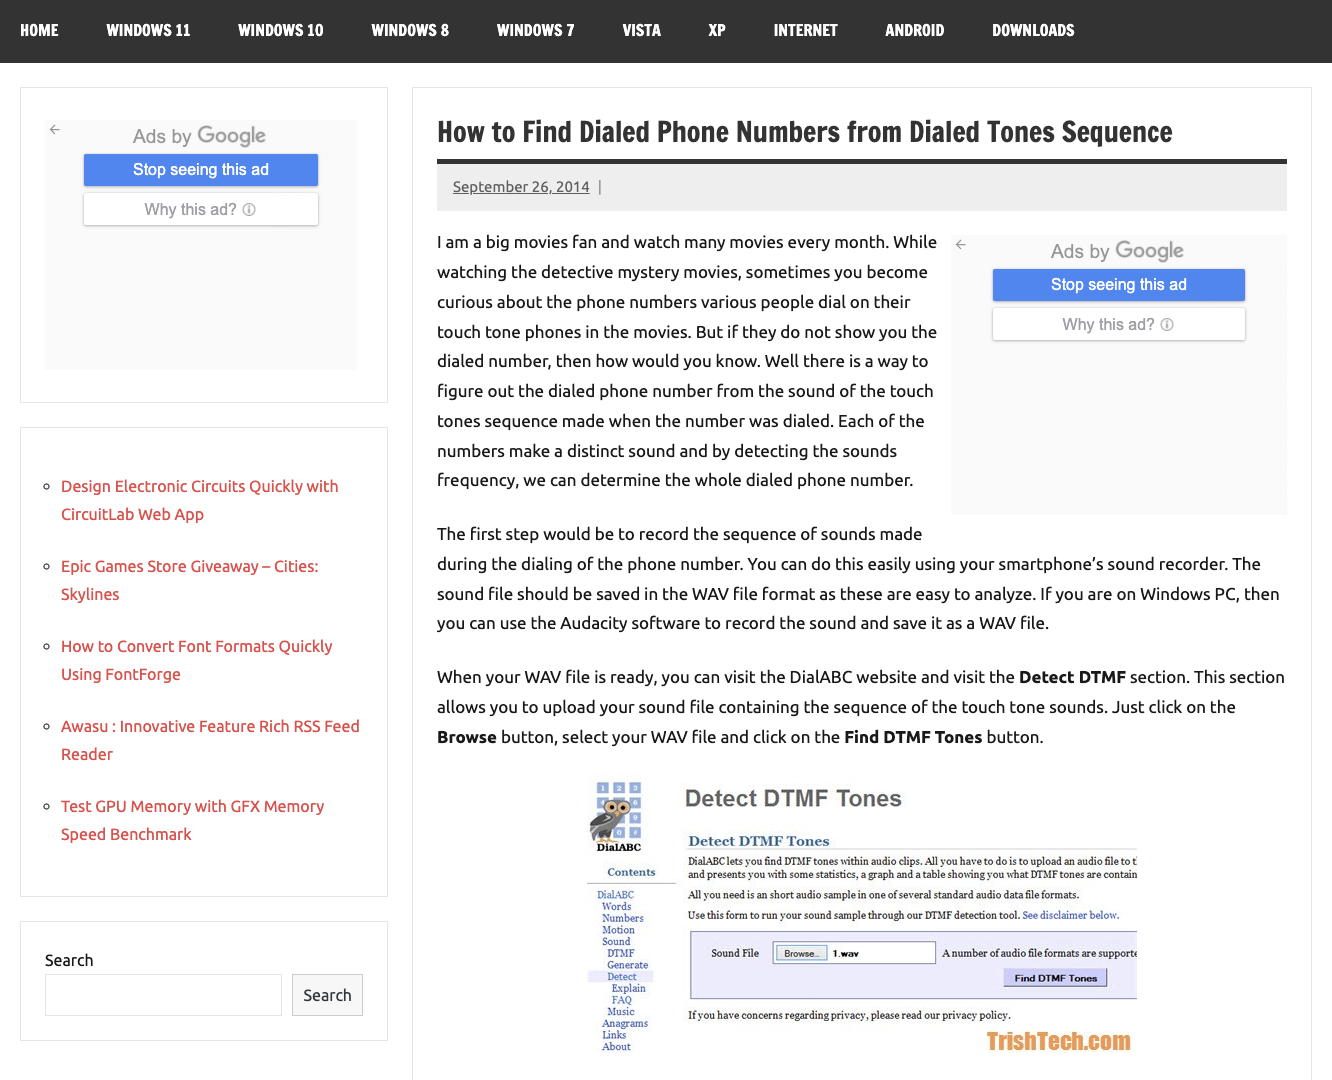 HOME WINDOWS 11 WINDOWS 10 WINDOWS 8 WINDOWS 7 VISTA XP INTERNET ANDROID DOWNLOADS
Ads by Google
Stop seeing this ad
Why this ad?
Design Electronic Circuits Quickly with
CircuitLab Web App
Epic Games Store Giveaway – Cities:
Skylines
How to Convert Font Formats Quickly
Using FontForge
Awasu : Innovative Feature Rich RSS Feed
Reader
Test GPU Memory with GFX Memory
Speed Benchmark
Search
Search
How to Find Dialed Phone Numbers from Dialed Tones Sequence
September 26, 2014 |
I am a big movies fan and watch many movies every month. While
watching the detective mystery movies, sometimes you become
curious about the phone numbers various people dial on their
touch tone phones in the movies. But if they do not show you the
dialed number, then how would you know. Well there is a way to
figure out the dialed phone number from the sound of the touch
tones sequence made when the number was dialed. Each of the
numbers make a distinct sound and by detecting the sounds
frequency, we can determine the whole dialed phone number.
Ads by Google
Stop seeing this ad
Why this ad?
The first step would be to record the sequence of sounds made
during the dialing of the phone number. You can do this easily using your smartphone’s sound recorder. The
sound file should be saved in the WAV file format as these are easy to analyze. If you are on Windows PC, then
you can use the Audacity software to record the sound and save it as a WAV file.
When your WAV file is ready, you can visit the DialABC website and visit the Detect DTMF section. This section
allows you to upload your sound file containing the sequence of the touch tone sounds. Just click on the
Browse button, select your WAV file and click on the Find DTMF Tones button.
1 2 3
6
9
0 #
DialABC
Contents
DialABC
Words
Numbers
Motion
Sound
DTMF
Generate
Detect
Explain
FAQ
Music
Anagrams
Links
About
Detect DTMF Tones
Detect DTMF Tones
DialABC lets you find DTMF tones within audio clips. All you have to do is to upload an audio file to t
and presents you with some statistics, a graph and a table showing you what DTMF tones are contain
All you need is an short audio sample in one of several standard audio data file formats.
Use this form to run your sound sample through our DTMF detection tool. See disclaimer below.
Sound File Browse... 1.wav A number of audio file formats are supporte
Find DTMF Tones
If you have concerns regarding privacy, please read our privacy policy.
TrishTech.com